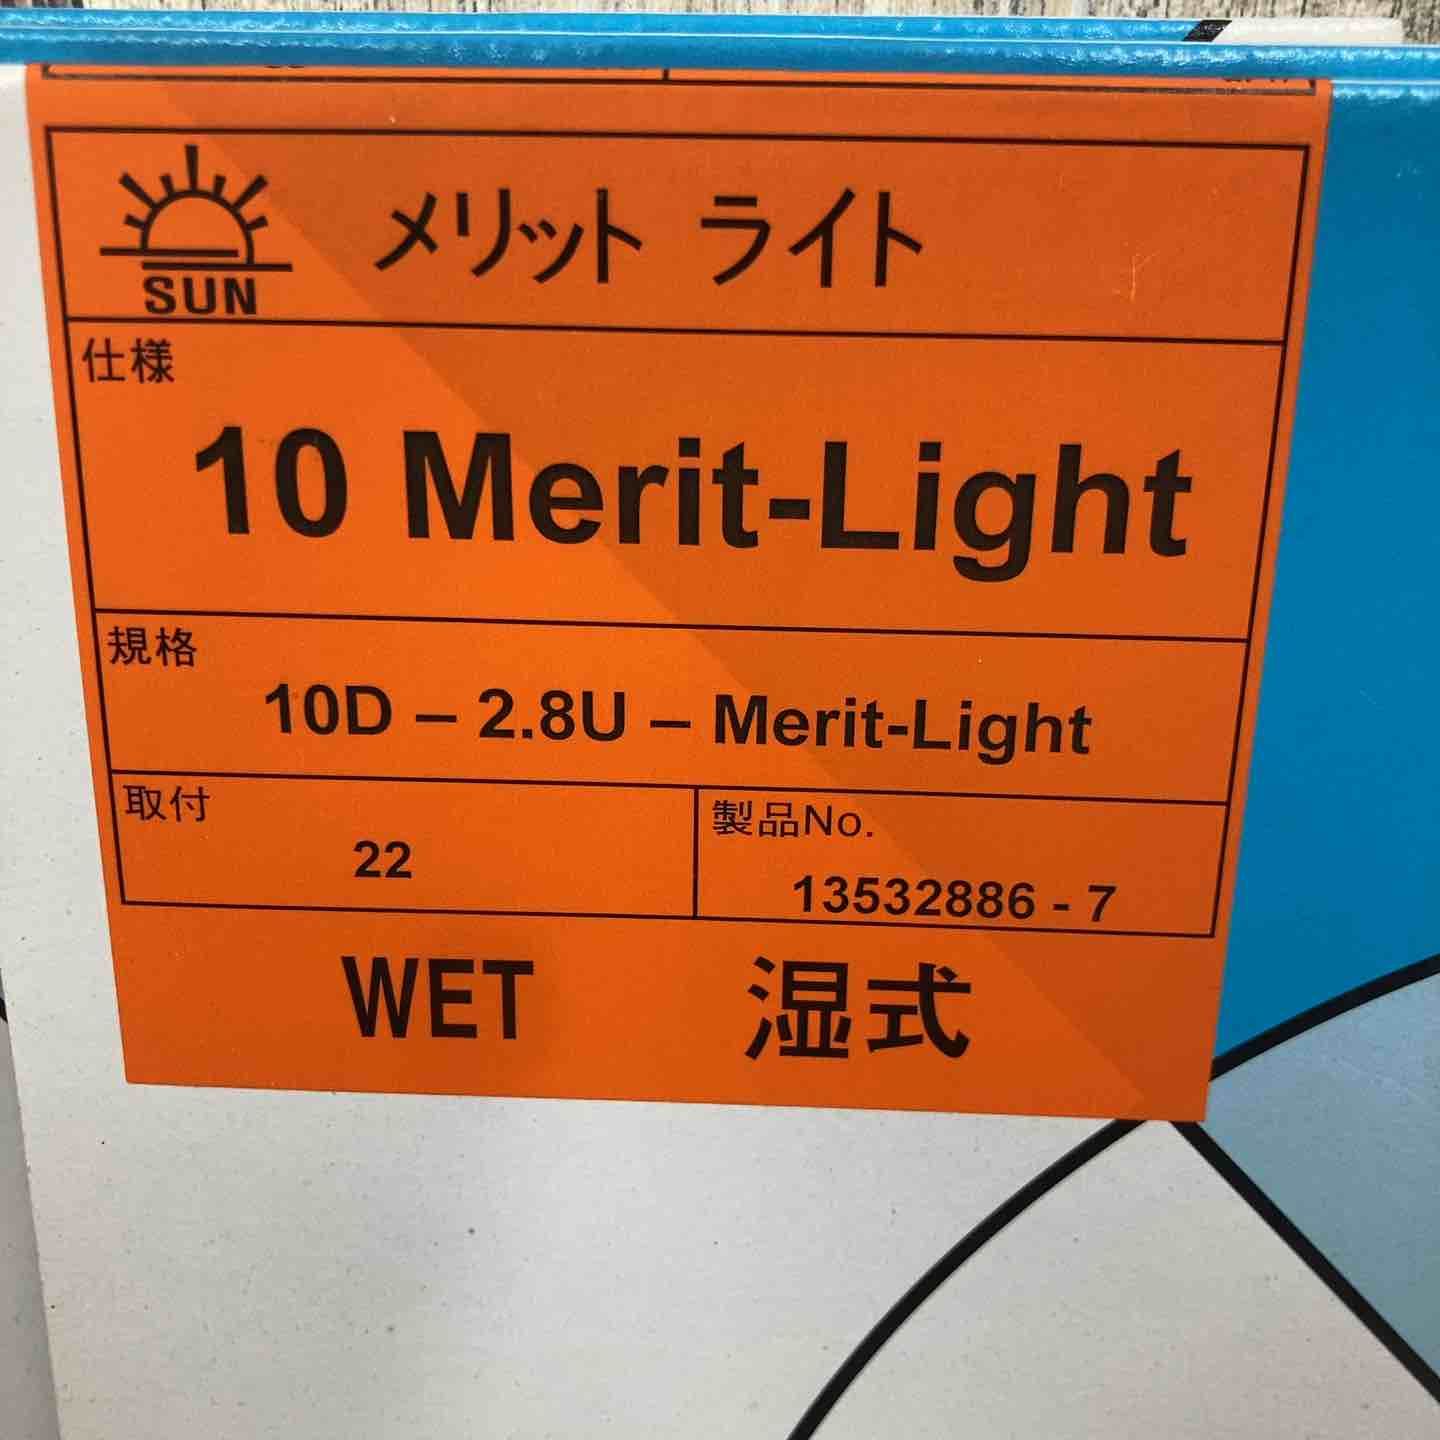 SUN
メリット ライト
仕様
10 Merit-Light
規格
10D – 2.8U – Merit-Light
取付
22
製品No.
13532886 - 7
WET 湿式